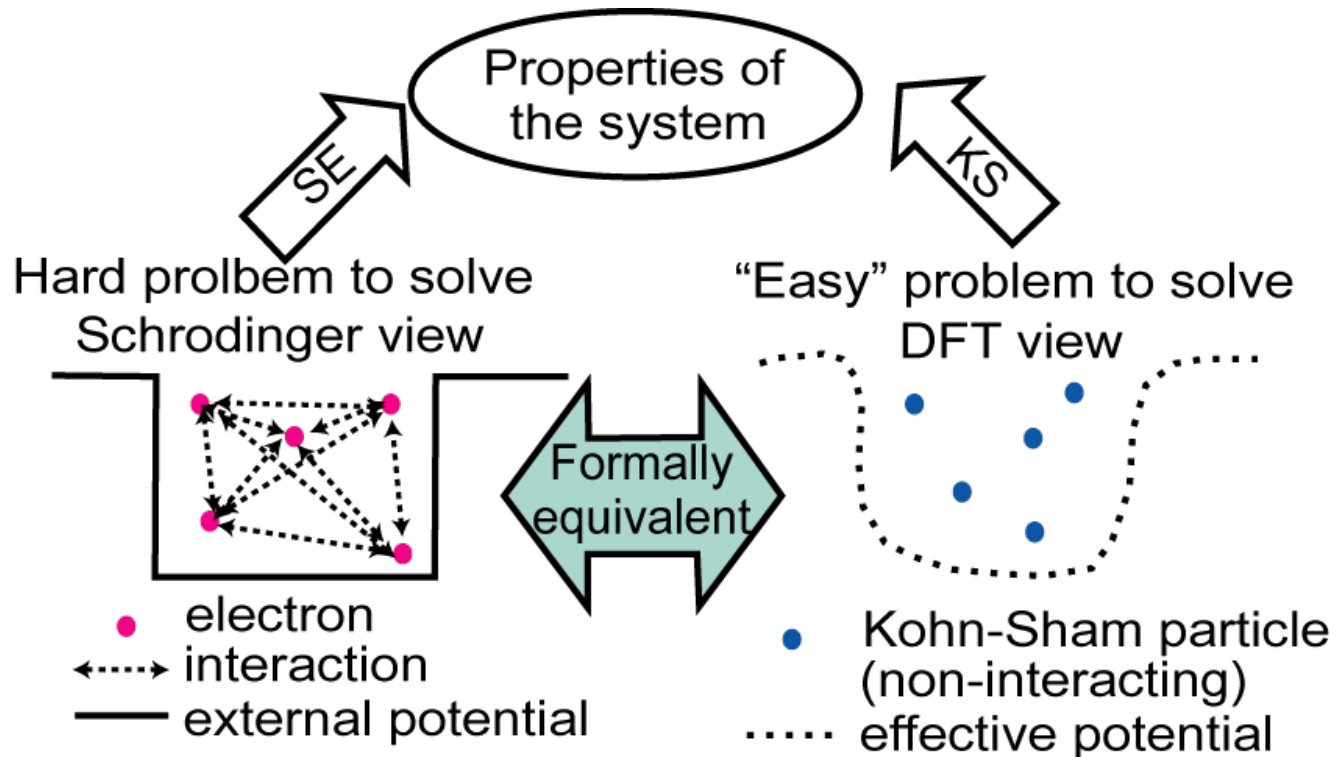 Properties of
the system
SE
KS
Hard prolbem to solve
Schrodinger view
“Easy” problem to solve
DFT view
Formally
equivalent
electron
interaction
external potential
Kohn-Sham particle
(non-interacting)
effective potential